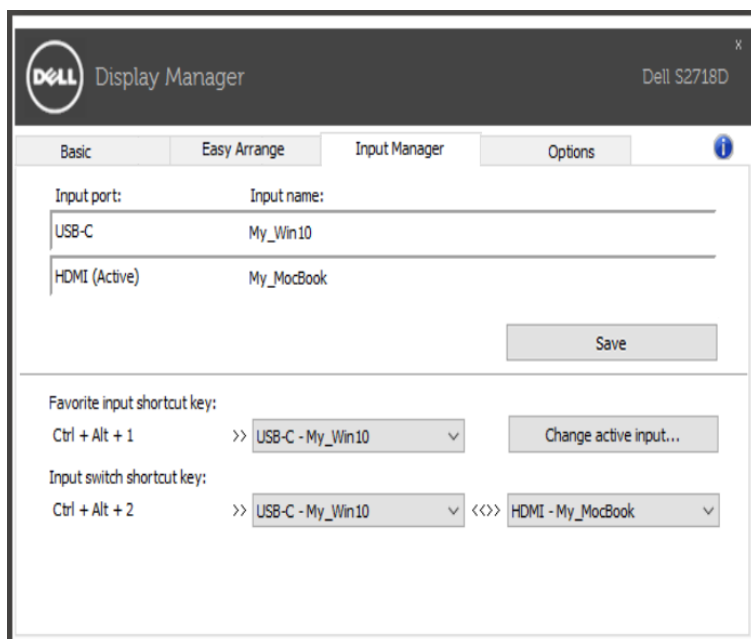 x
DELL Display Manager Dell S2718D
Basic Easy Arrange Input Manager Options i
Input port: Input name:
USB-C My_Win10
HDMI (Active) My_MocBook
Save
Favorite input shortcut key:
Ctrl + Alt + 1 >> USB-C - My_Win10 Change active input...
Input switch shortcut key:
Ctrl + Alt + 2 >> USB-C - My_Win10 <<>> HDMI - My_MocBook